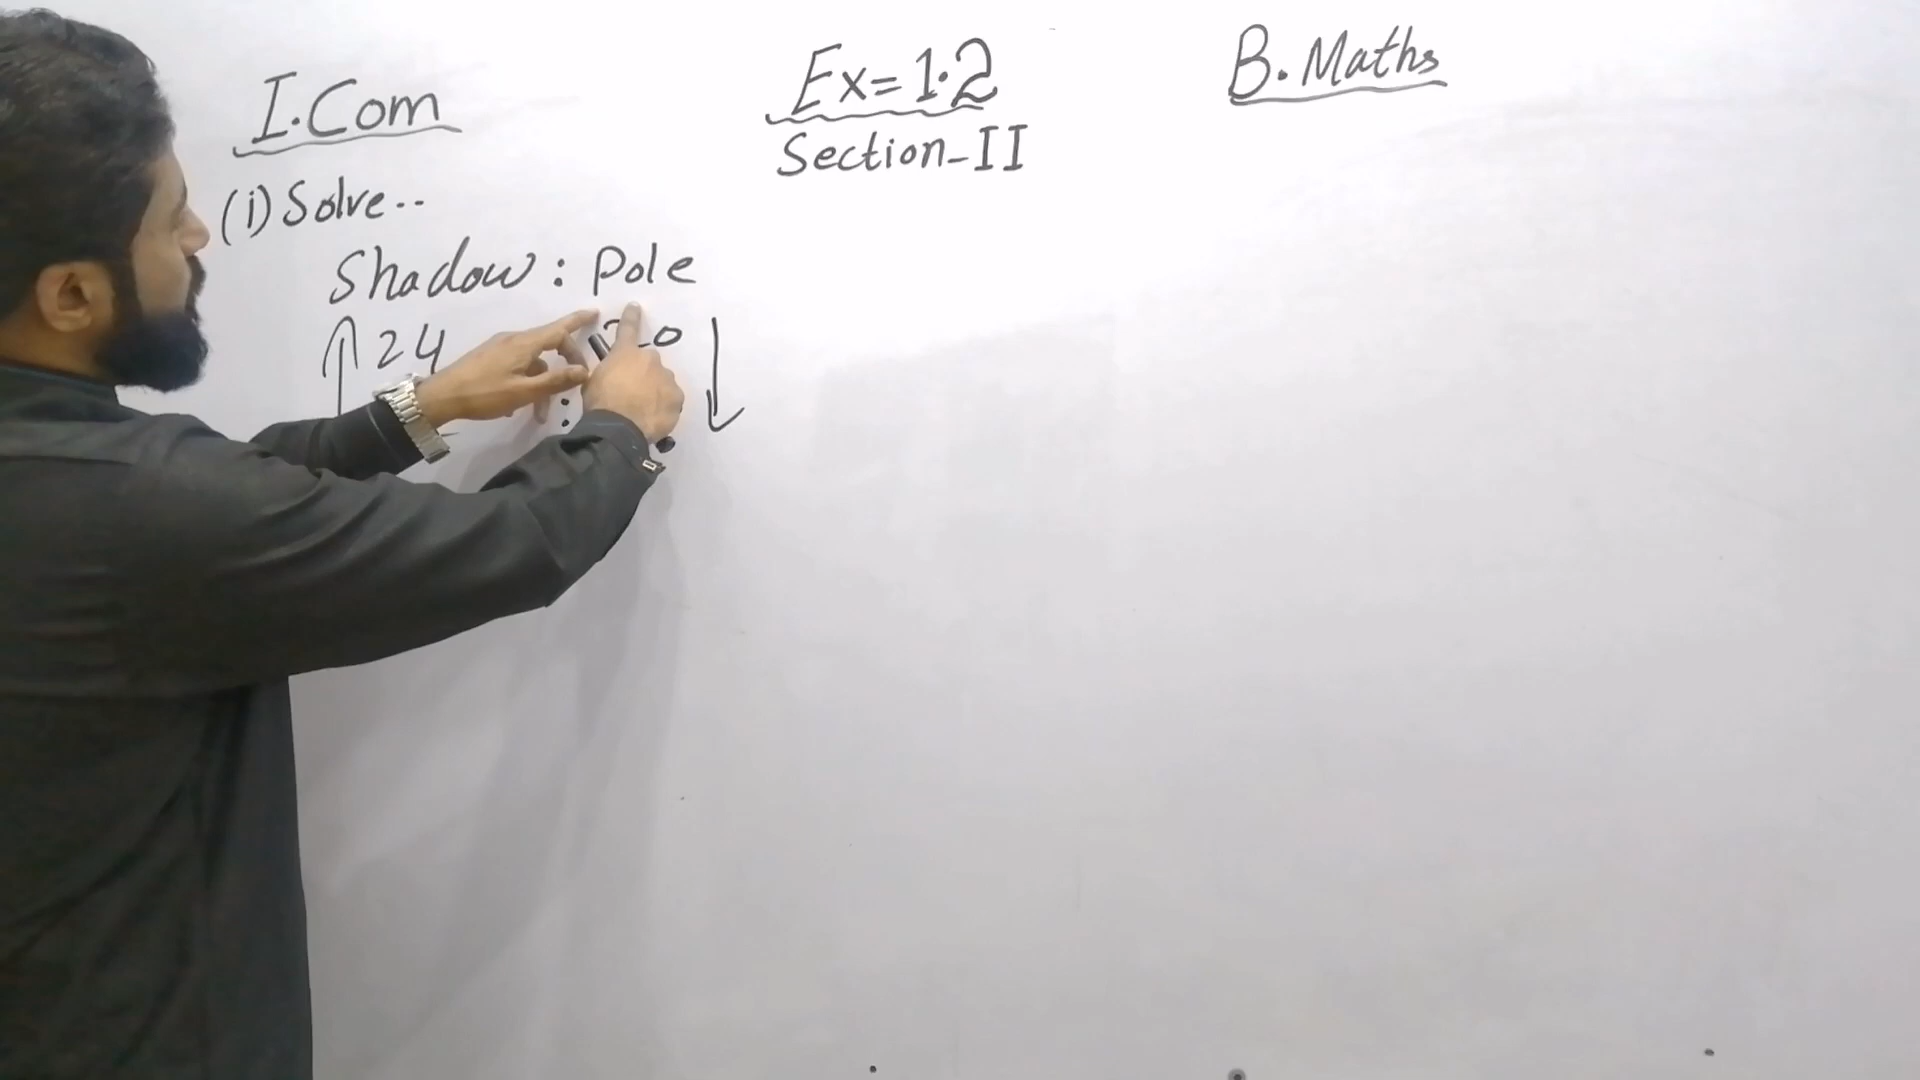 I.Com
Ex=1.2
B.Maths
Section-II
(i) Solve..
Shadow : Pole
24
: